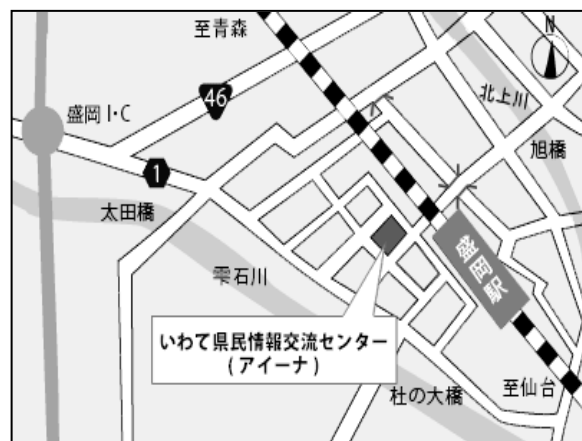 至青森
N
46
北上川
盛岡I・C
旭橋
1
太田橋
雫石川
盛岡駅
いわて県民情報交流センター
(アイーナ)
至仙台
杜の大橋